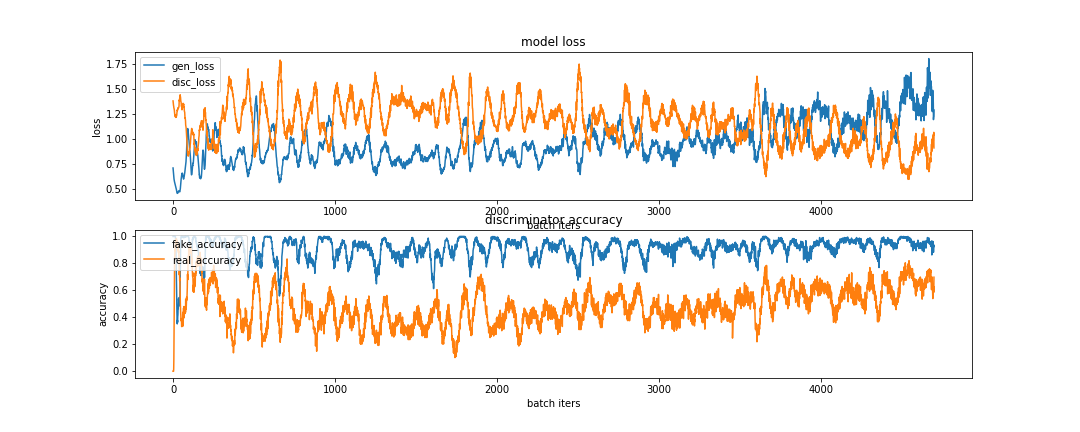 model loss
gen_loss
disc_loss
1.75
1.50
1.25
1.00
0.75
0.50
loss
0 1000 2000 3000 4000
batch iters
discriminator accuracy
fake_accuracy
real_accuracy
1.0
0.8
0.6
0.4
0.2
0.0
accuracy
0 1000 2000 3000 4000
batch iters